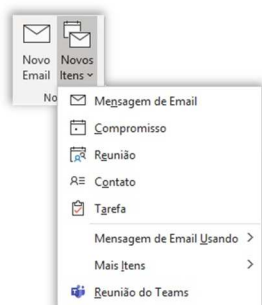 Novo Novos
Email Itens
No
Mensagem de Email
Compromisso
Reunião
Contato
Tarefa
Mensagem de Email Usando
Mais Itens
Reunião do Teams